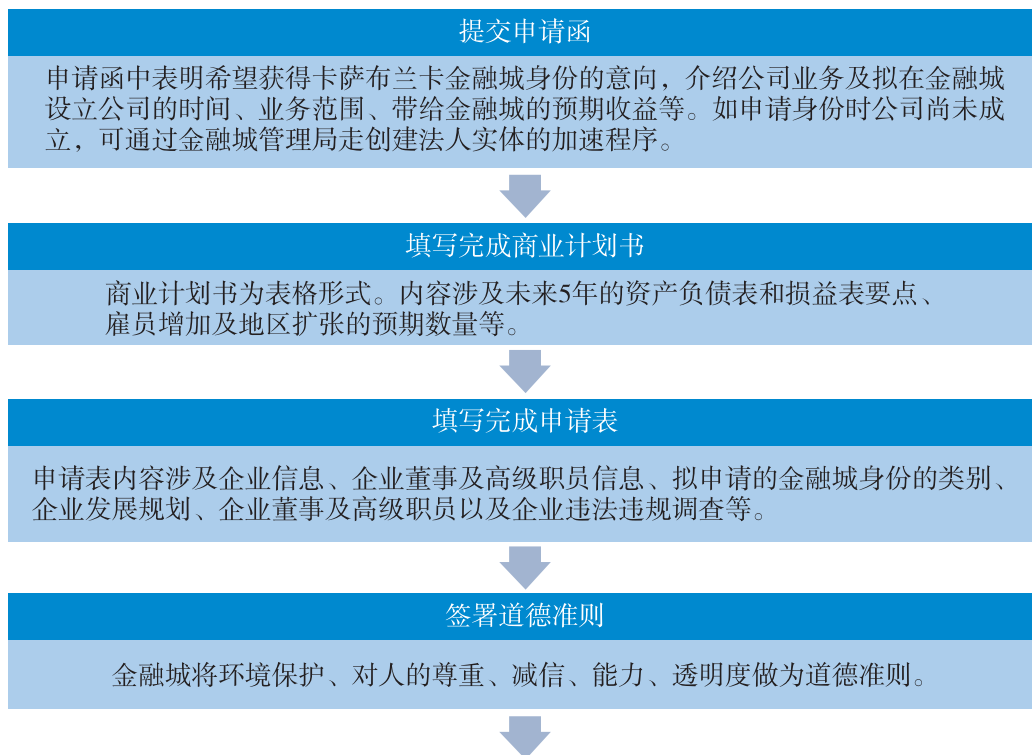 提交申请函
申请函中表明希望获得卡萨布兰卡金融城身份的意向，介绍公司业务及拟在金融城
设立公司的时间、业务范围、带给金融城的预期收益等。如申请身份时公司尚未成
立，可通过金融城管理局走创建法人实体的加速程序。
填写完成商业计划书
商业计划书为表格形式。内容涉及未来5年的资产负债表和损益表要点、
雇员增加及地区扩张的预期数量等。
填写完成申请表
申请表内容涉及企业信息、企业董事及高级职员信息、拟申请的金融城身份的类别、
企业发展规划、企业董事及高级职员以及企业违法违规调查等。
签署道德准则
金融城将环境保护、对人的尊重、减信、能力、透明度做为道德准则。